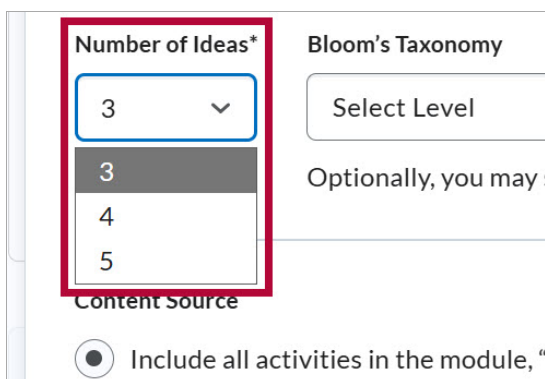 Number of Ideas* Bloom's Taxonomy
3 Select Level
3
Optionally, you may
4
5
Content Source
Include all activities in the module, "